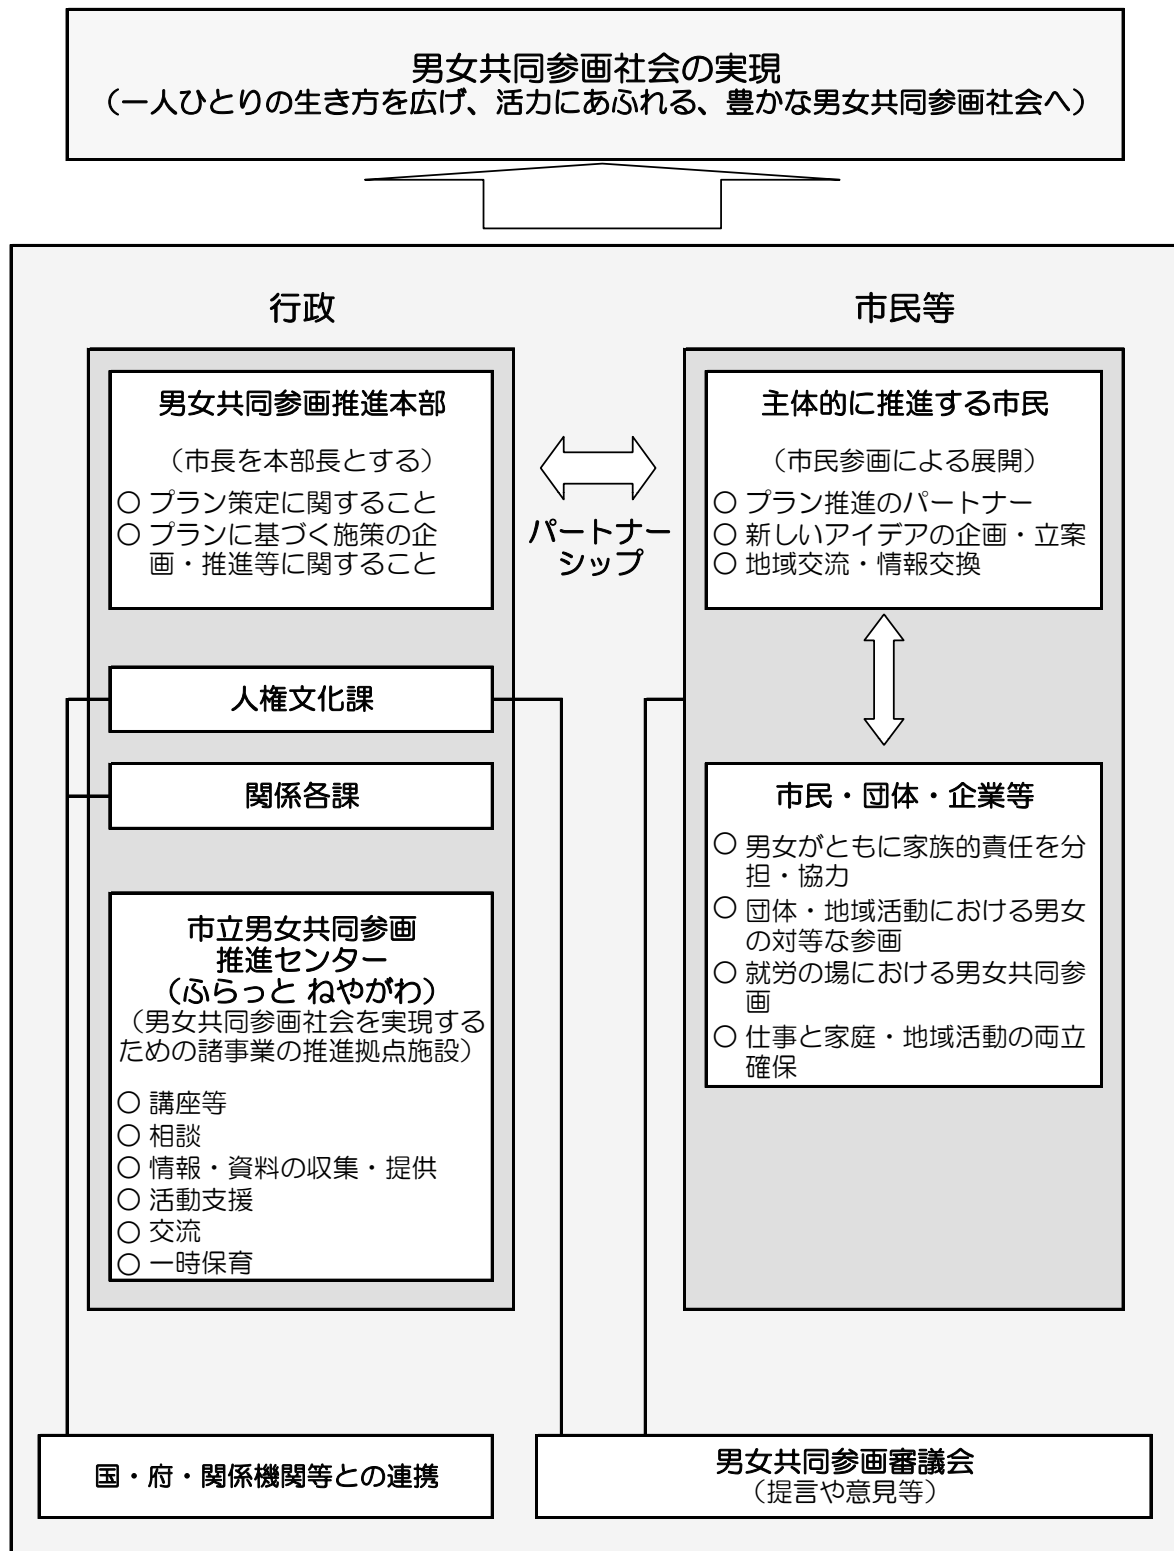 男女共同参画社会の実現
（一人ひとりの生き方を広げ、活力にあふれる、豊かな男女共同参画社会へ）
行政
男女共同参画推進本部
（市長を本部長とする）
○ プラン策定に関すること
○ プランに基づく施策の企
画・推進等に関すること
人権文化課
関係各課
市立男女共同参画
推進センター
（ふらっと ねやがわ）
（男女共同参画社会を実現する
ための諸事業の推進拠点施設）
○ 講座等
○ 相談
○ 情報・資料の収集・提供
○ 活動支援
○ 交流
○ 一時保育
パートナー
シップ
市民等
主体的に推進する市民
（市民参画による展開）
○ プラン推進のパートナー
○ 新しいアイデアの企画・立案
○ 地域交流・情報交換
市民・団体・企業等
○ 男女がともに家族的責任を分
担・協力
○ 団体・地域活動における男女
の対等な参画
○ 就労の場における男女共同参
画
○ 仕事と家庭・地域活動の両立
確保
国・府・関係機関等との連携
男女共同参画審議会
（提言や意見等）